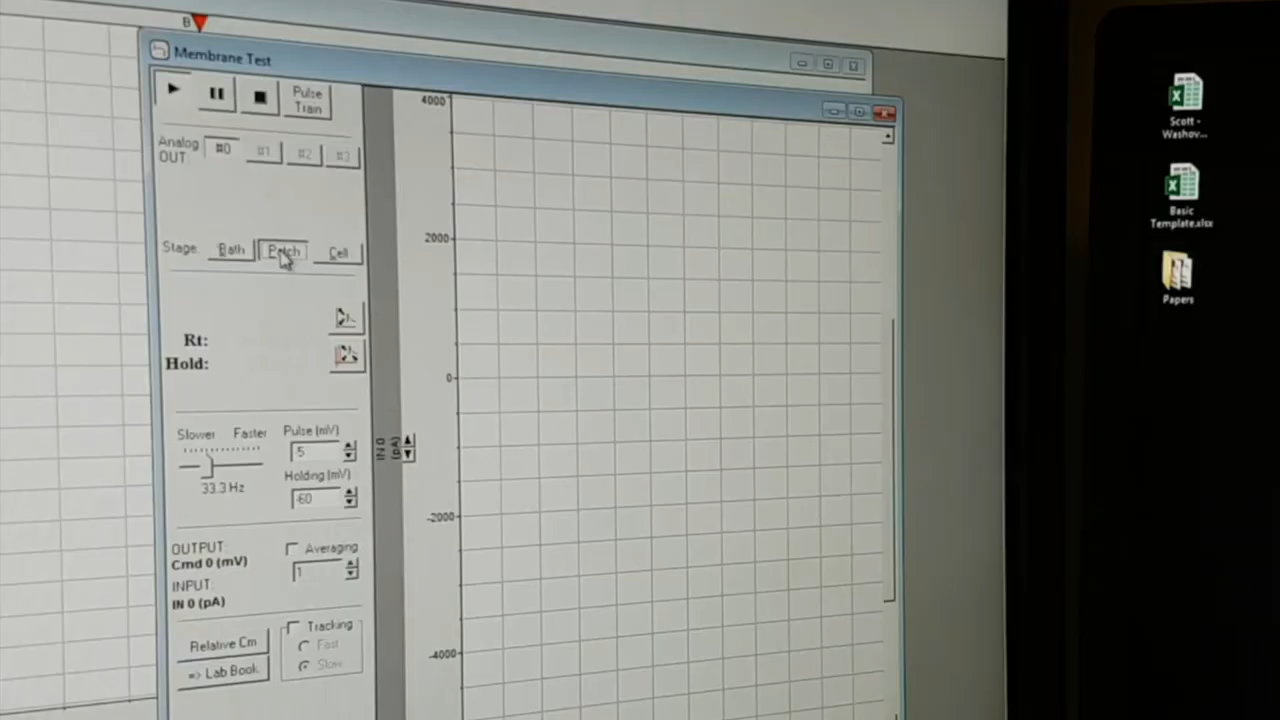 B
Membrane Test
Pulse
Train
Analog
OUT
#0
#1
#2
#3
Stage:
Bath
Patch
Cell
Rt:
Hold:
Slower
Faster
33.3 Hz
Pulse (mV)
5
Holding (mV)
-60
OUTPUT:
Cmd 0 (mV)
INPUT:
IN 0 (pA)
Averaging
1
Relative Cm
=> Lab Book
Tracking
Fast
Slow
IN 0
(pA)
4000
2000
0
-2000
-4000
Scott -
Washov...
Basic
Template.xlsx
Papers